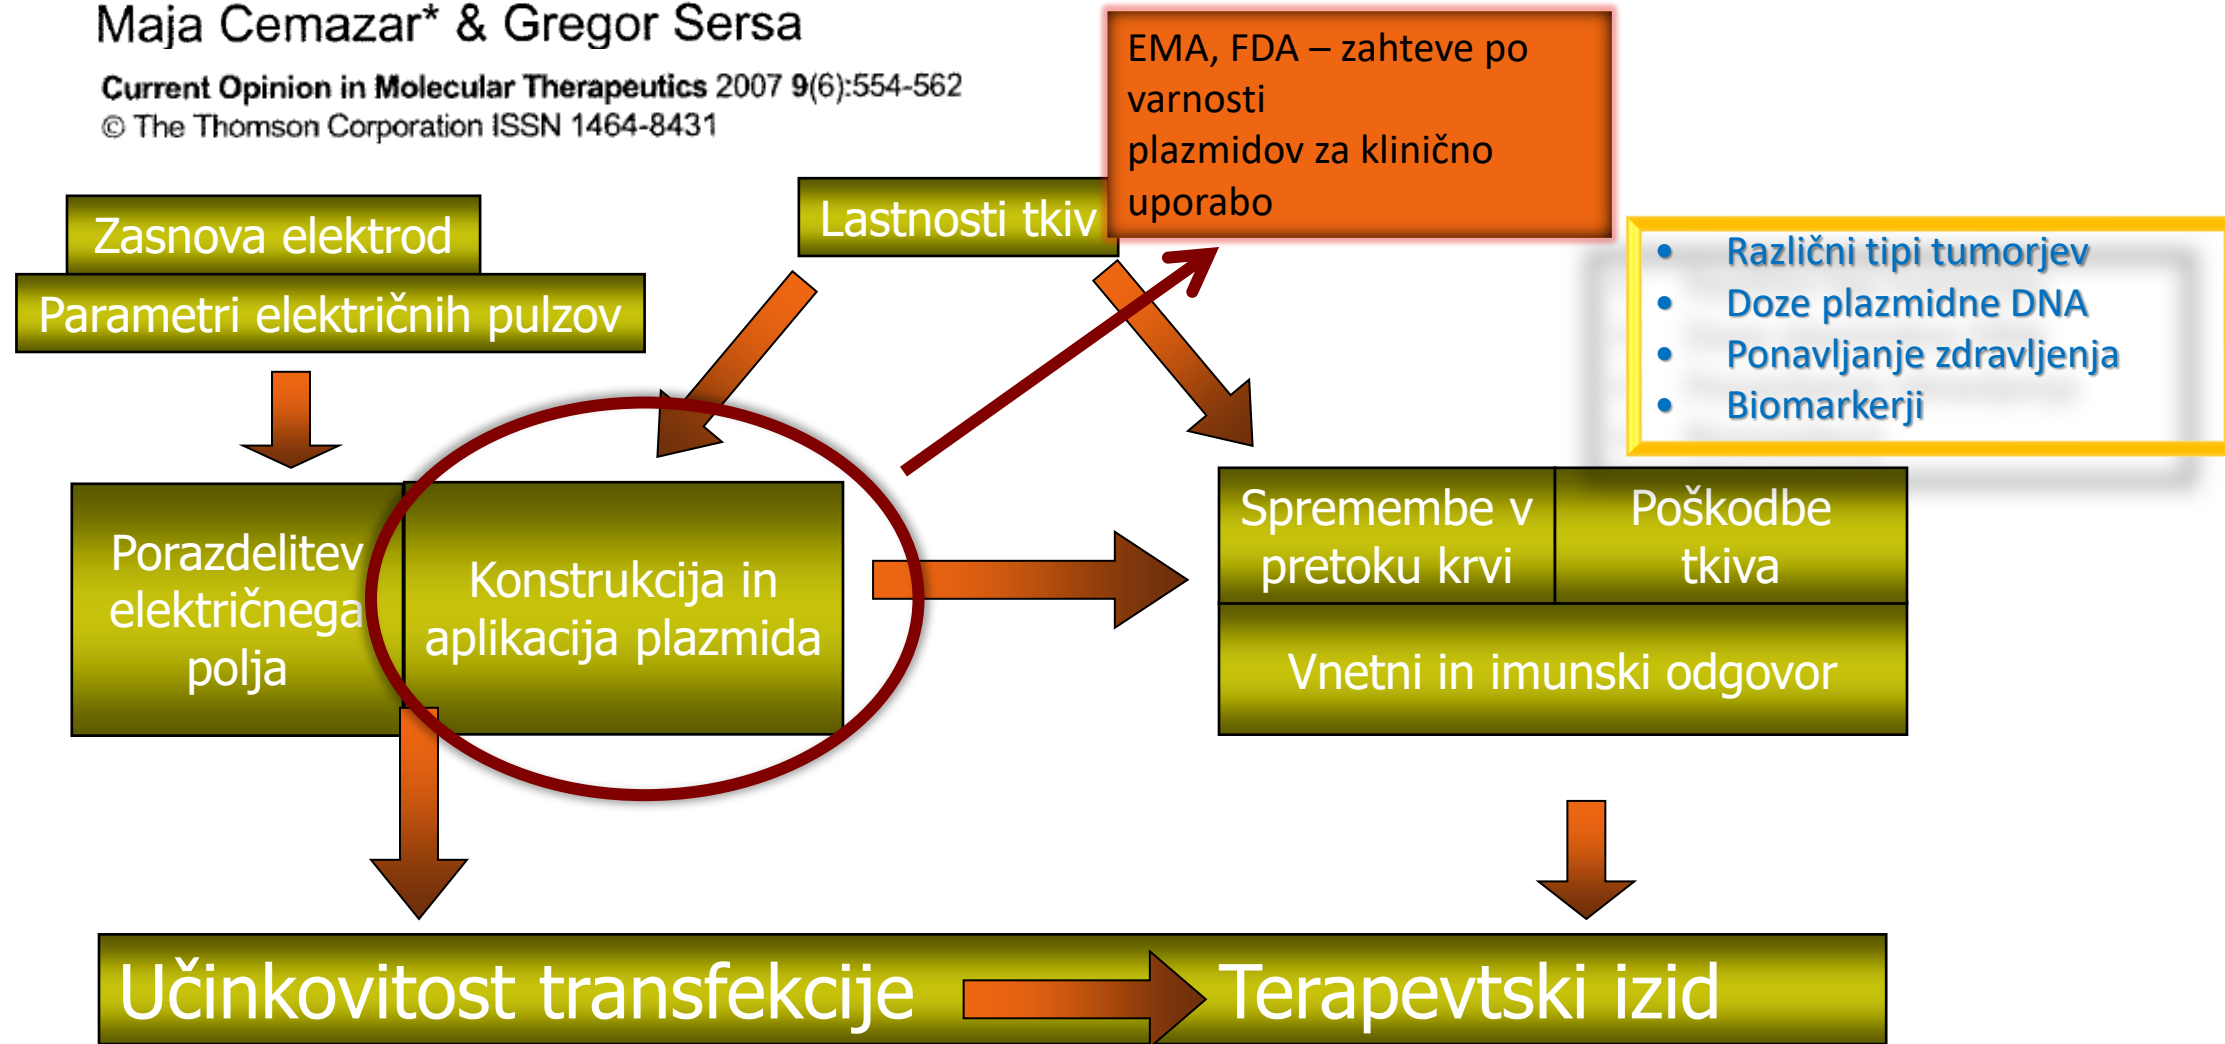 Maja Cemazar* & Gregor Sersa
Current Opinion in Molecular Therapeutics 2007 9(6):554-562
© The Thomson Corporation ISSN 1464-8431
EMA, FDA – zahteve po
varnosti
plazmidov za klinično
uporabo
Zasnova elektrod
Parametri električnih pulzov
Lastnosti tkiv
• Različni tipi tumorjev
• Doze plazmidne DNA
• Ponavljanje zdravljenja
• Biomarkerji
Porazdelitev
električnega
polja
Konstrukcija in
aplikacija plazmida
Spremembe v
pretoku krvi
Poškodbe
tkiva
Vnetni in imunski odgovor
Učinkovitost transfekcije
Terapevtski izid